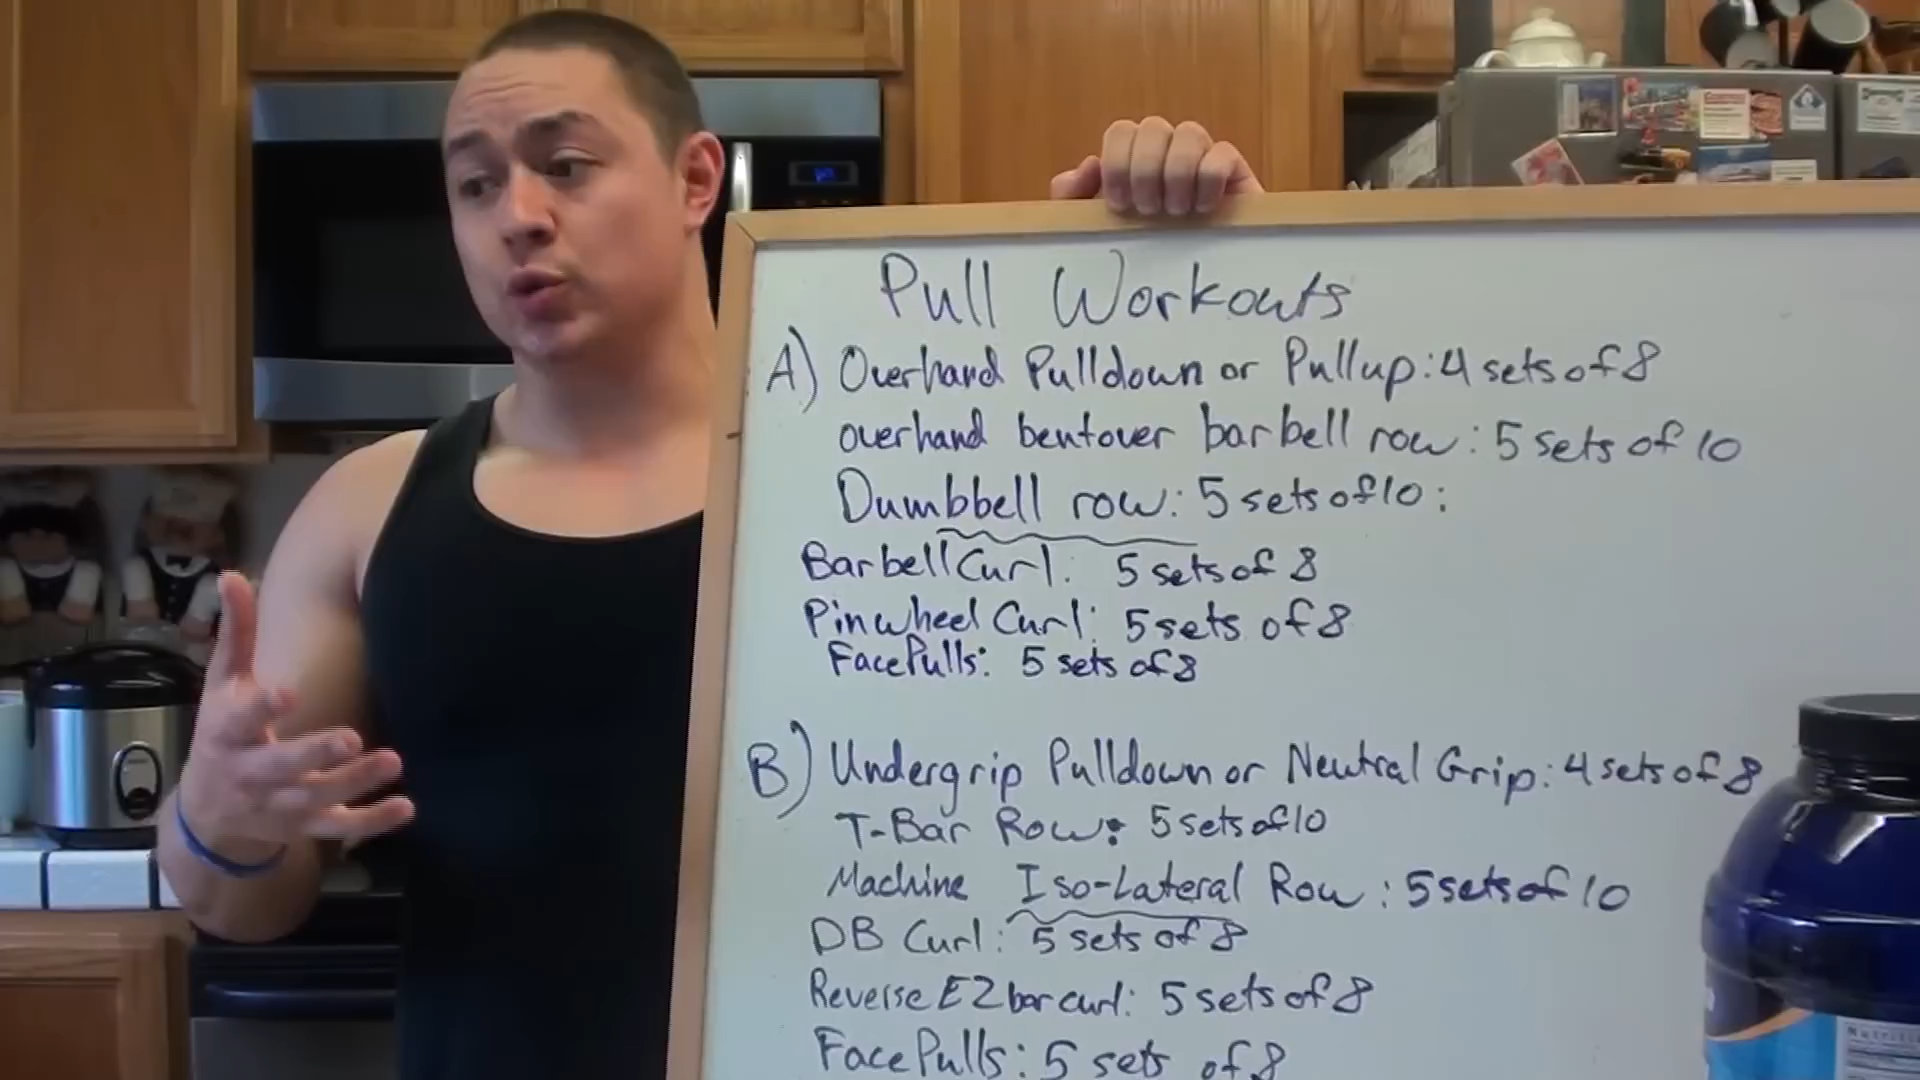 Pull Workouts
A) Overhand Pulldown or Pullup: 4 sets of 8
overhand bentover barbell row: 5 sets of 10
Dumbbell row: 5 sets of 10:
Barbell Curl: 5 sets of 8
Pinwheel Curl: 5 sets of 8
Face Pulls: 5 sets of 8
B) Undergrip Pulldown or Neutral Grip: 4 sets of 8
T-Bar Row: 5 sets of 10
Machine Iso-Lateral Row: 5 sets of 10
DB Curl: 5 sets of 8
Reverse EZ bar curl: 5 sets of 8
Face Pulls: 5 sets of 8